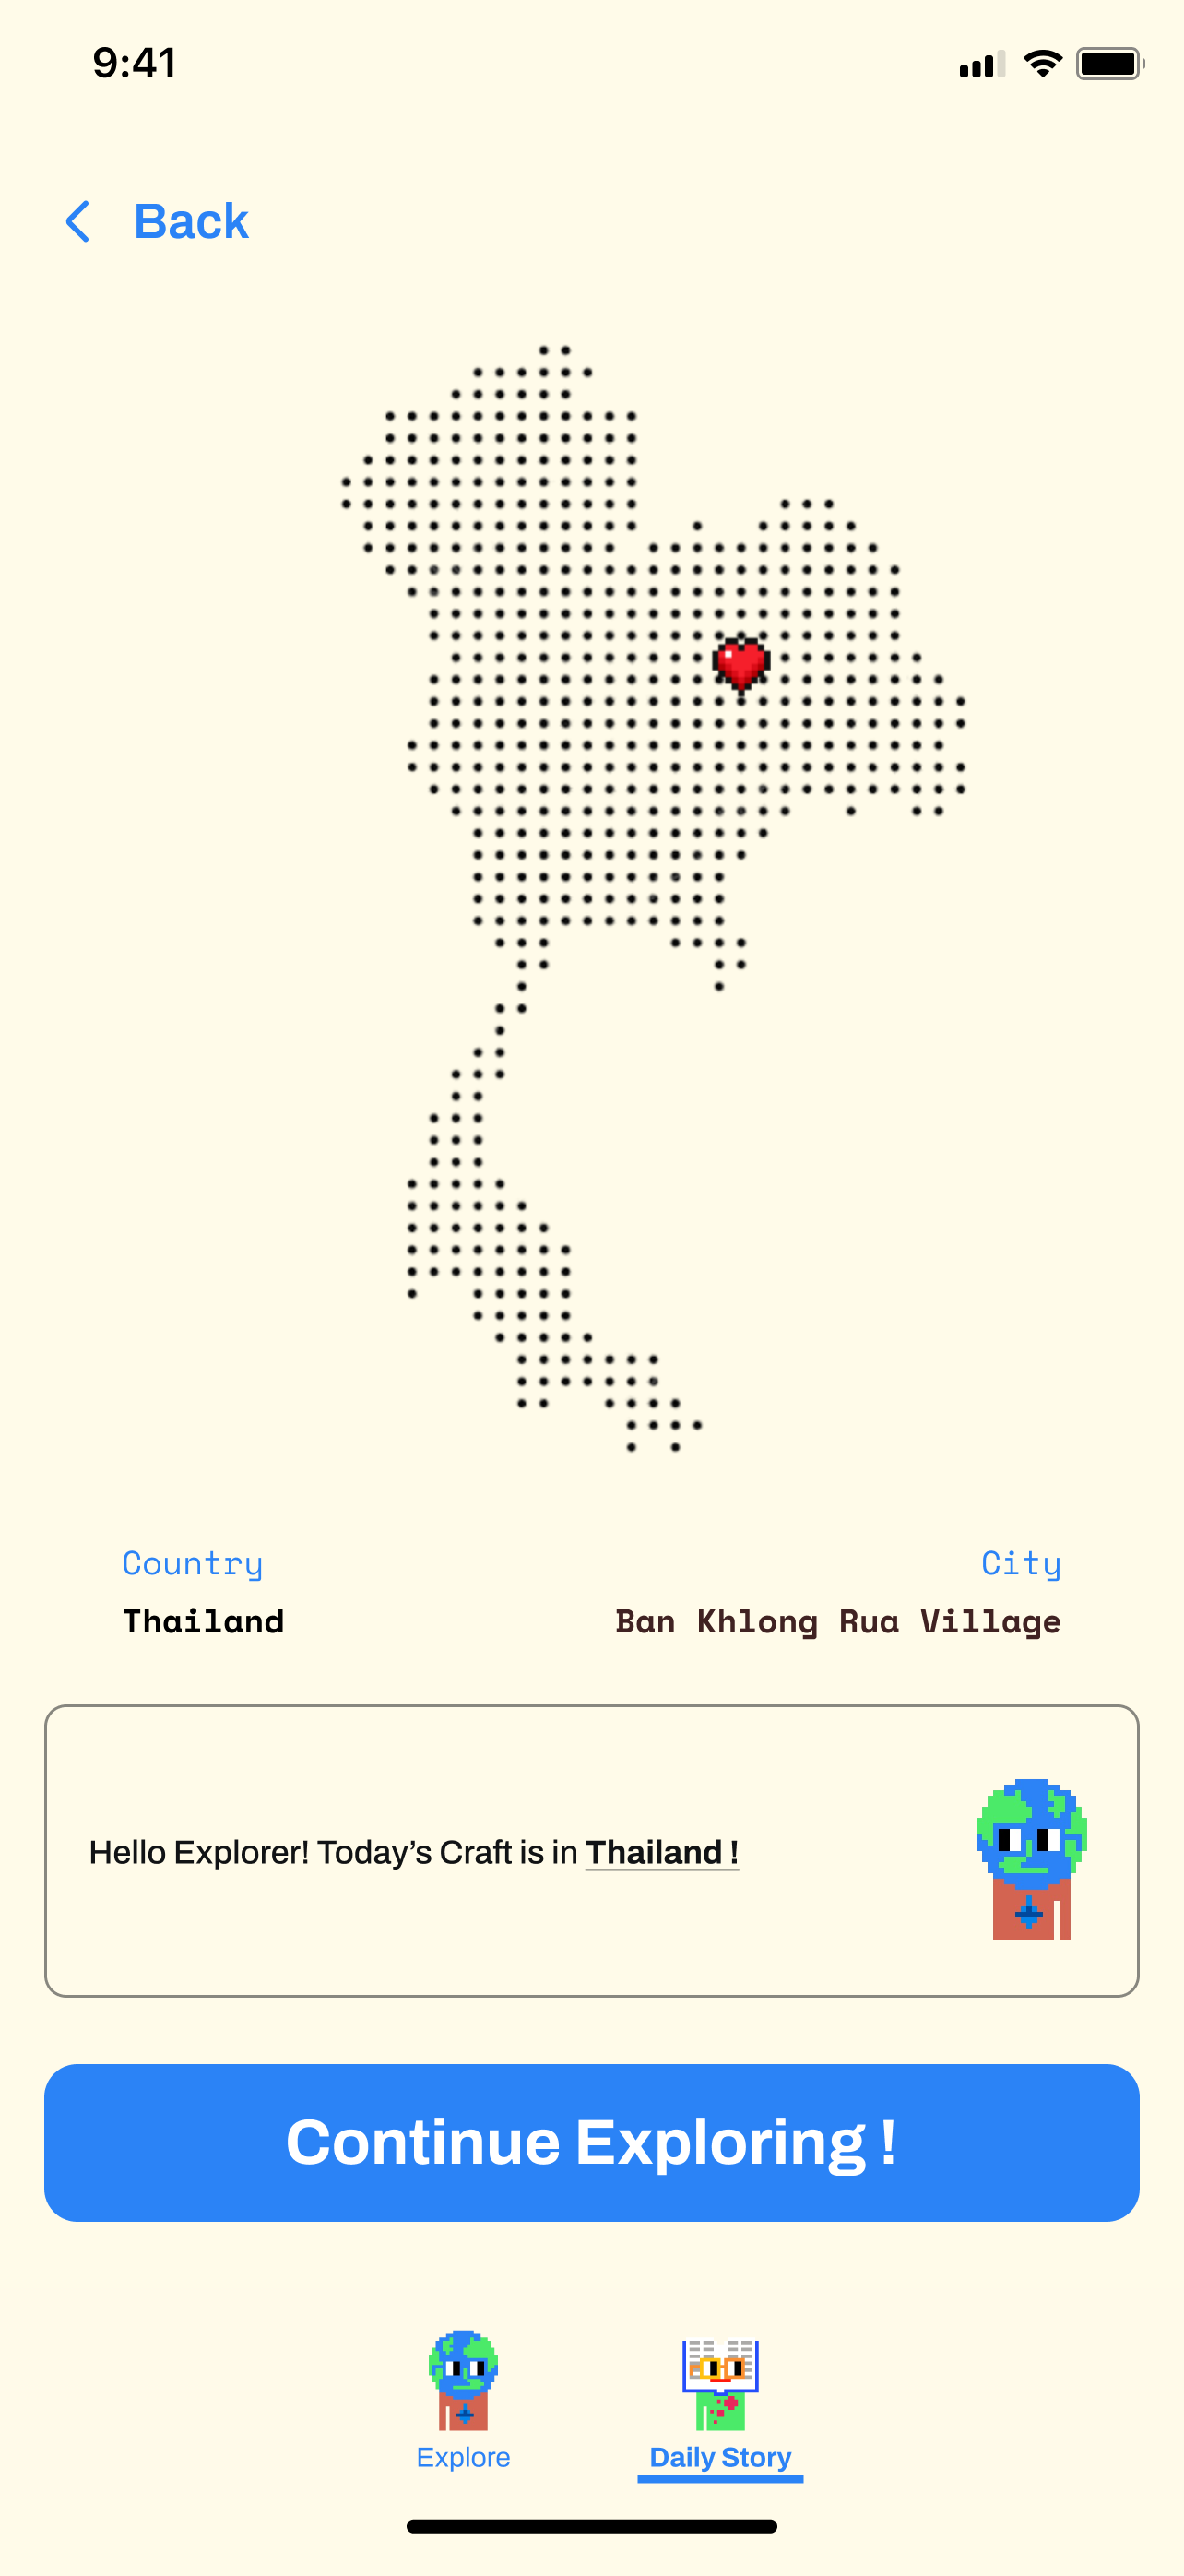 9:41
Back
Country
City
Thailand
Ban Khlong Rua Village
Hello Explorer! Today’s Craft is in Thailand !
Continue Exploring !
Explore
Daily Story